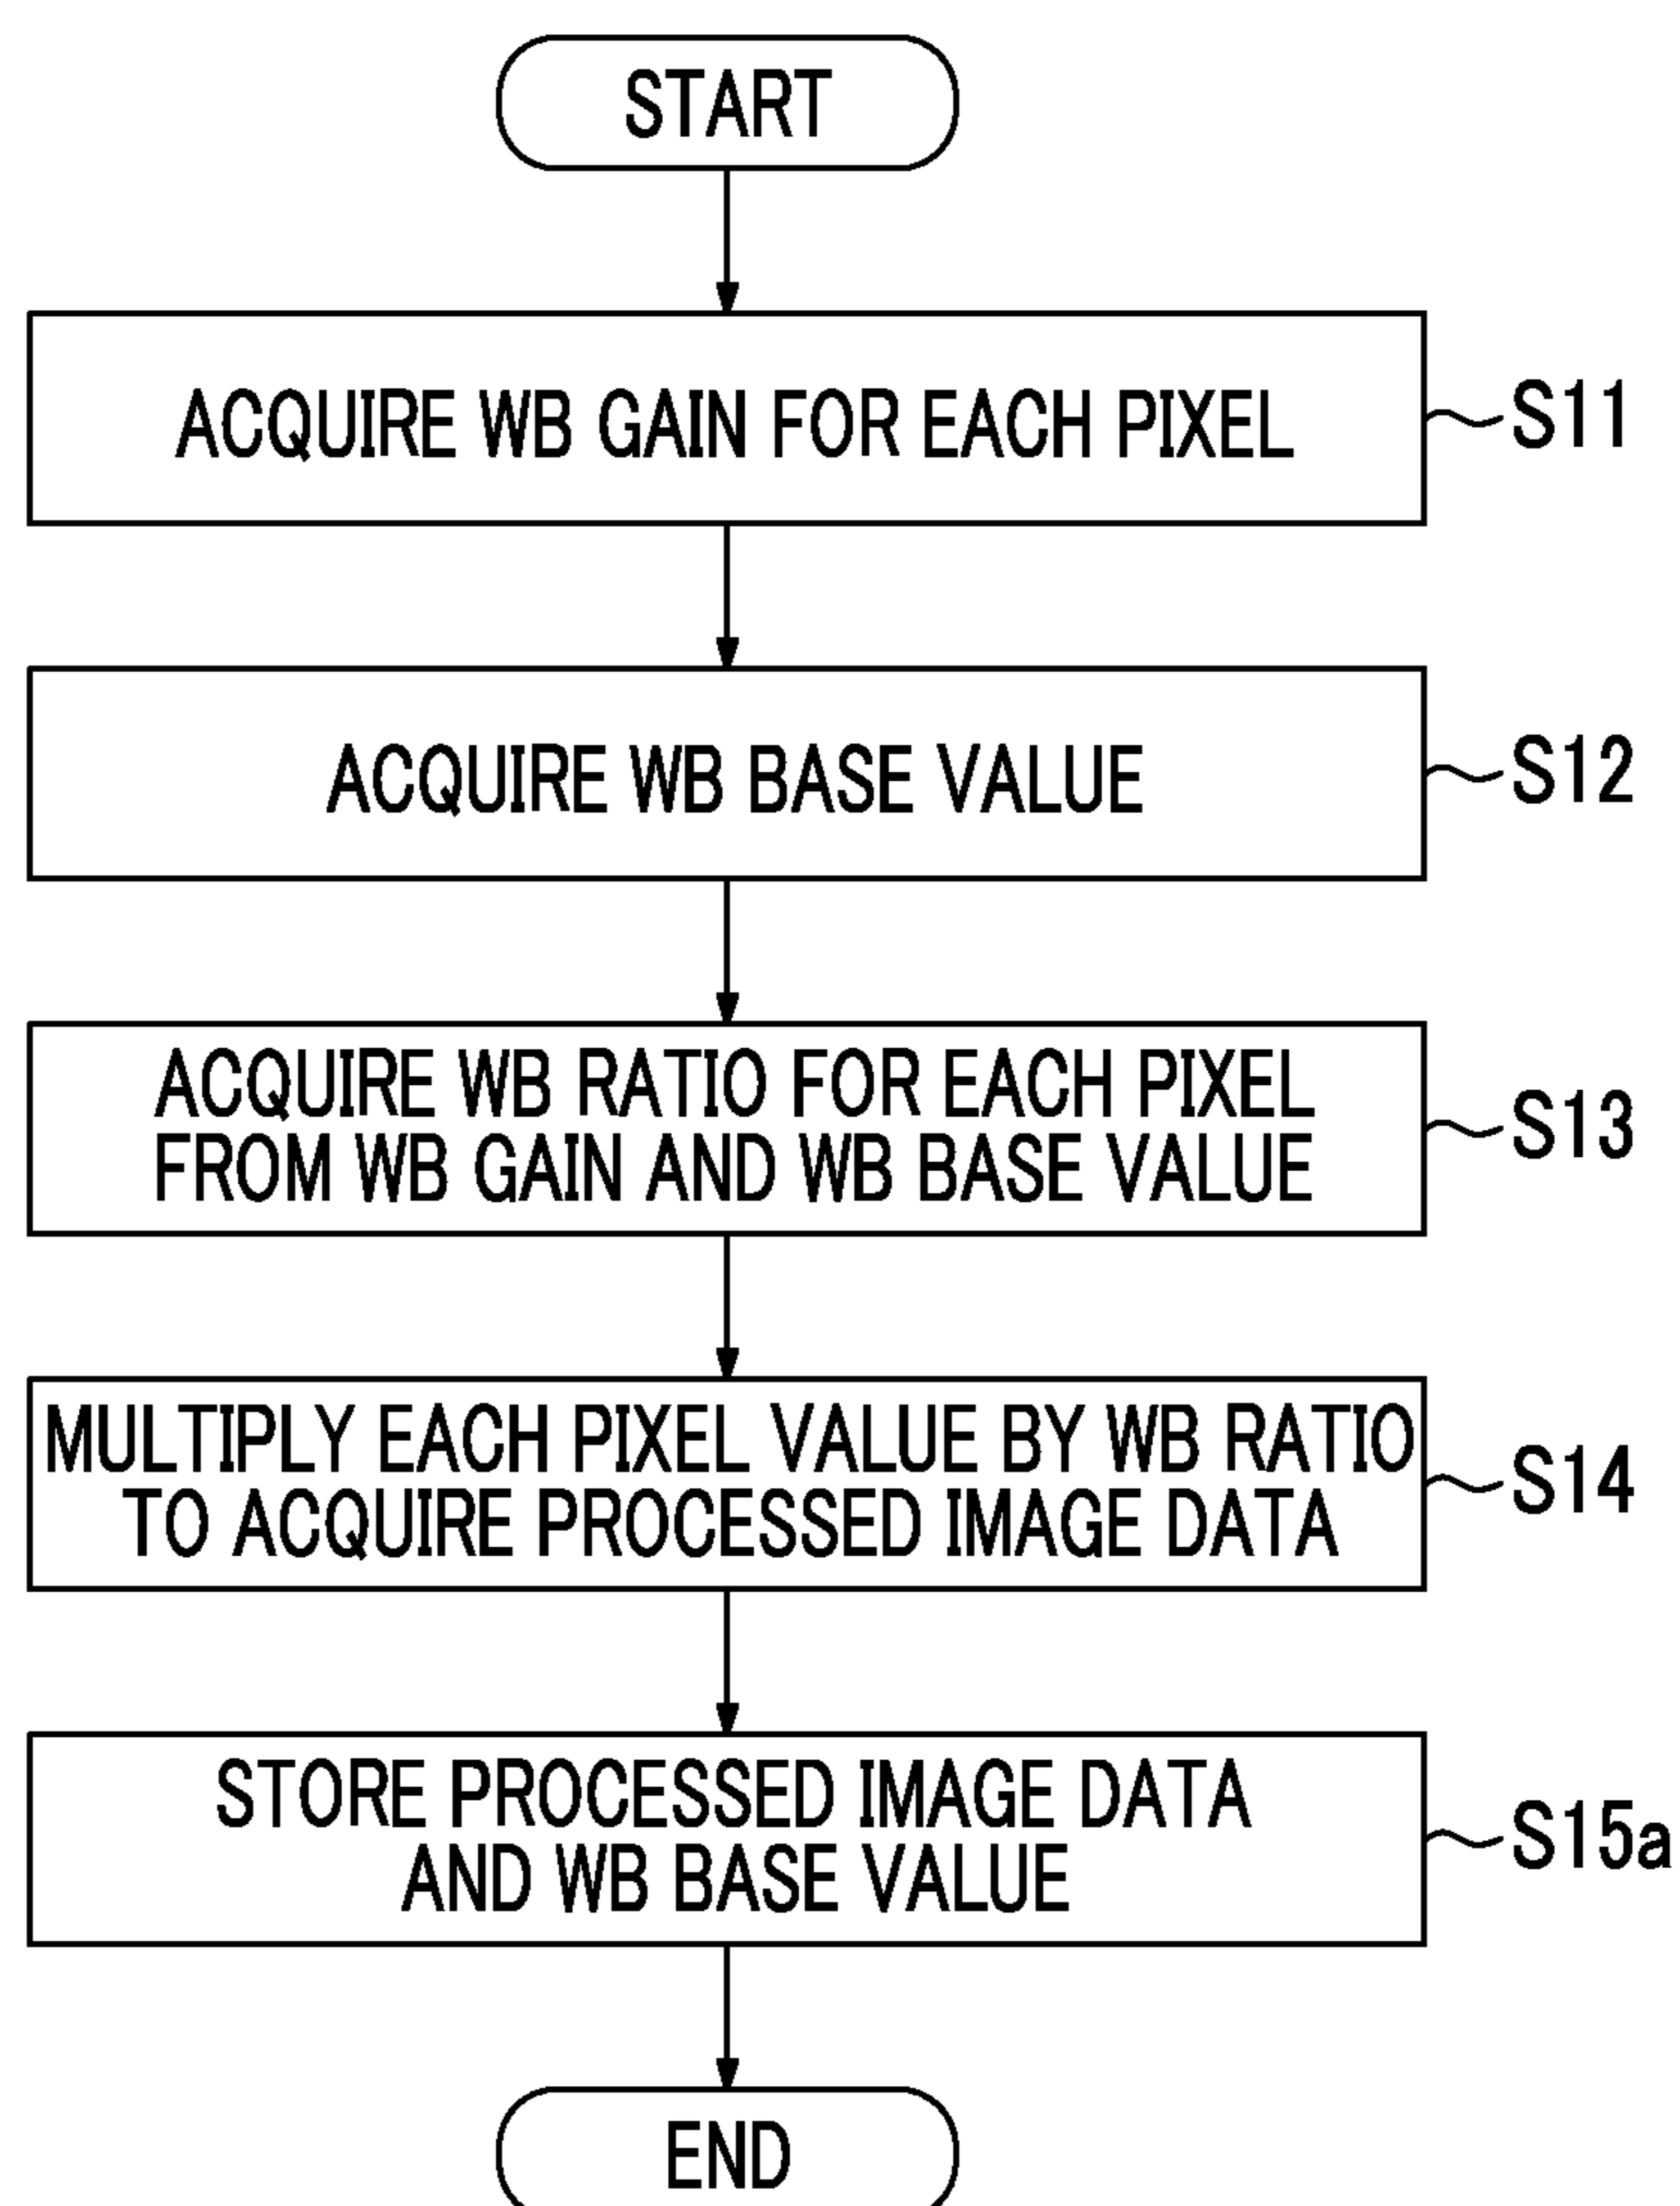 START
ACQUIRE WB GAIN FOR EACH PIXEL
S11
ACQUIRE WB BASE VALUE
S12
ACQUIRE WB RATIO FOR EACH PIXEL
FROM WB GAIN AND WB BASE VALUE
S13
MULTIPLY EACH PIXEL VALUE BY WB RATIO
TO ACQUIRE PROCESSED IMAGE DATA
S14
STORE PROCESSED IMAGE DATA
AND WB BASE VALUE
S15a
END